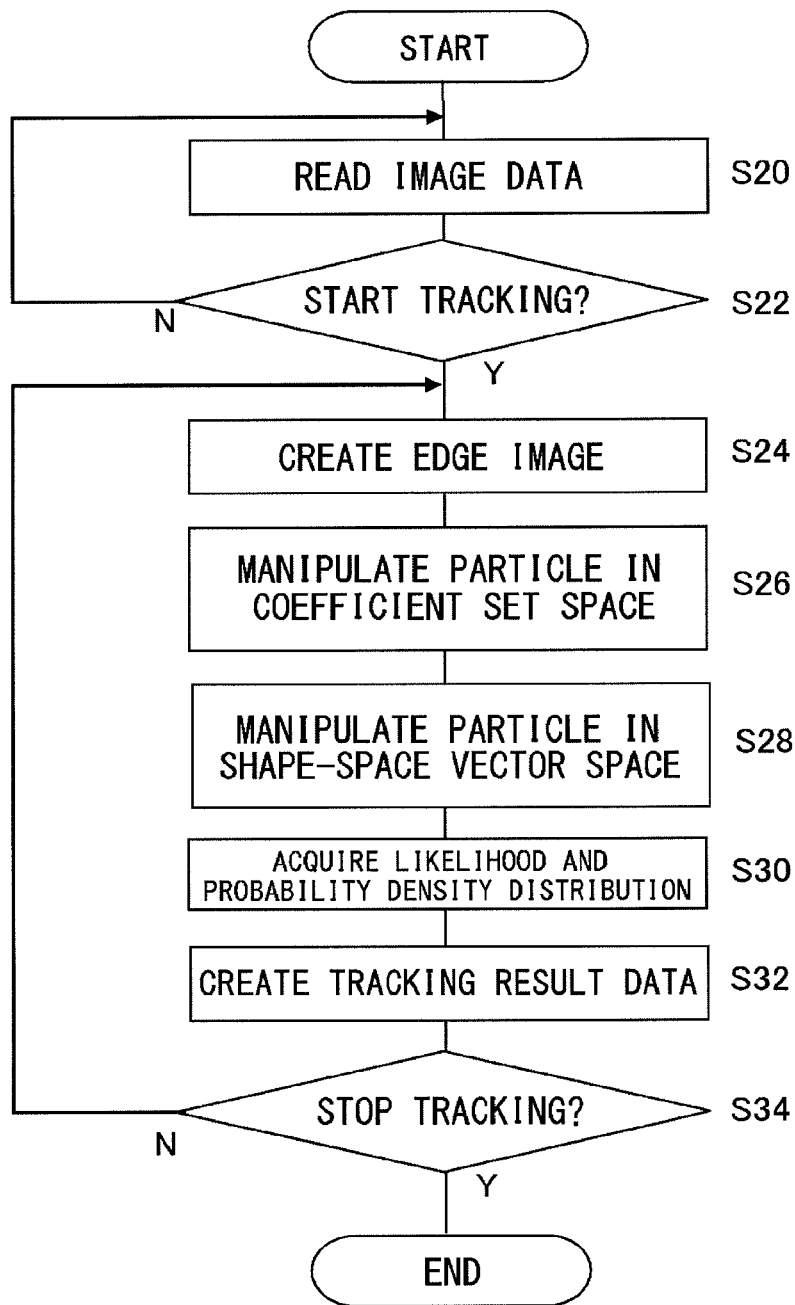 START
READ IMAGE DATA
S20
START TRACKING?
S22
N
Y
CREATE EDGE IMAGE
S24
MANIPULATE PARTICLE IN
COEFFICIENT SET SPACE
S26
MANIPULATE PARTICLE IN
SHAPE-SPACE VECTOR SPACE
S28
ACQUIRE LIKELIHOOD AND
PROBABILITY DENSITY DISTRIBUTION
S30
CREATE TRACKING RESULT DATA
S32
STOP TRACKING?
S34
N
Y
END